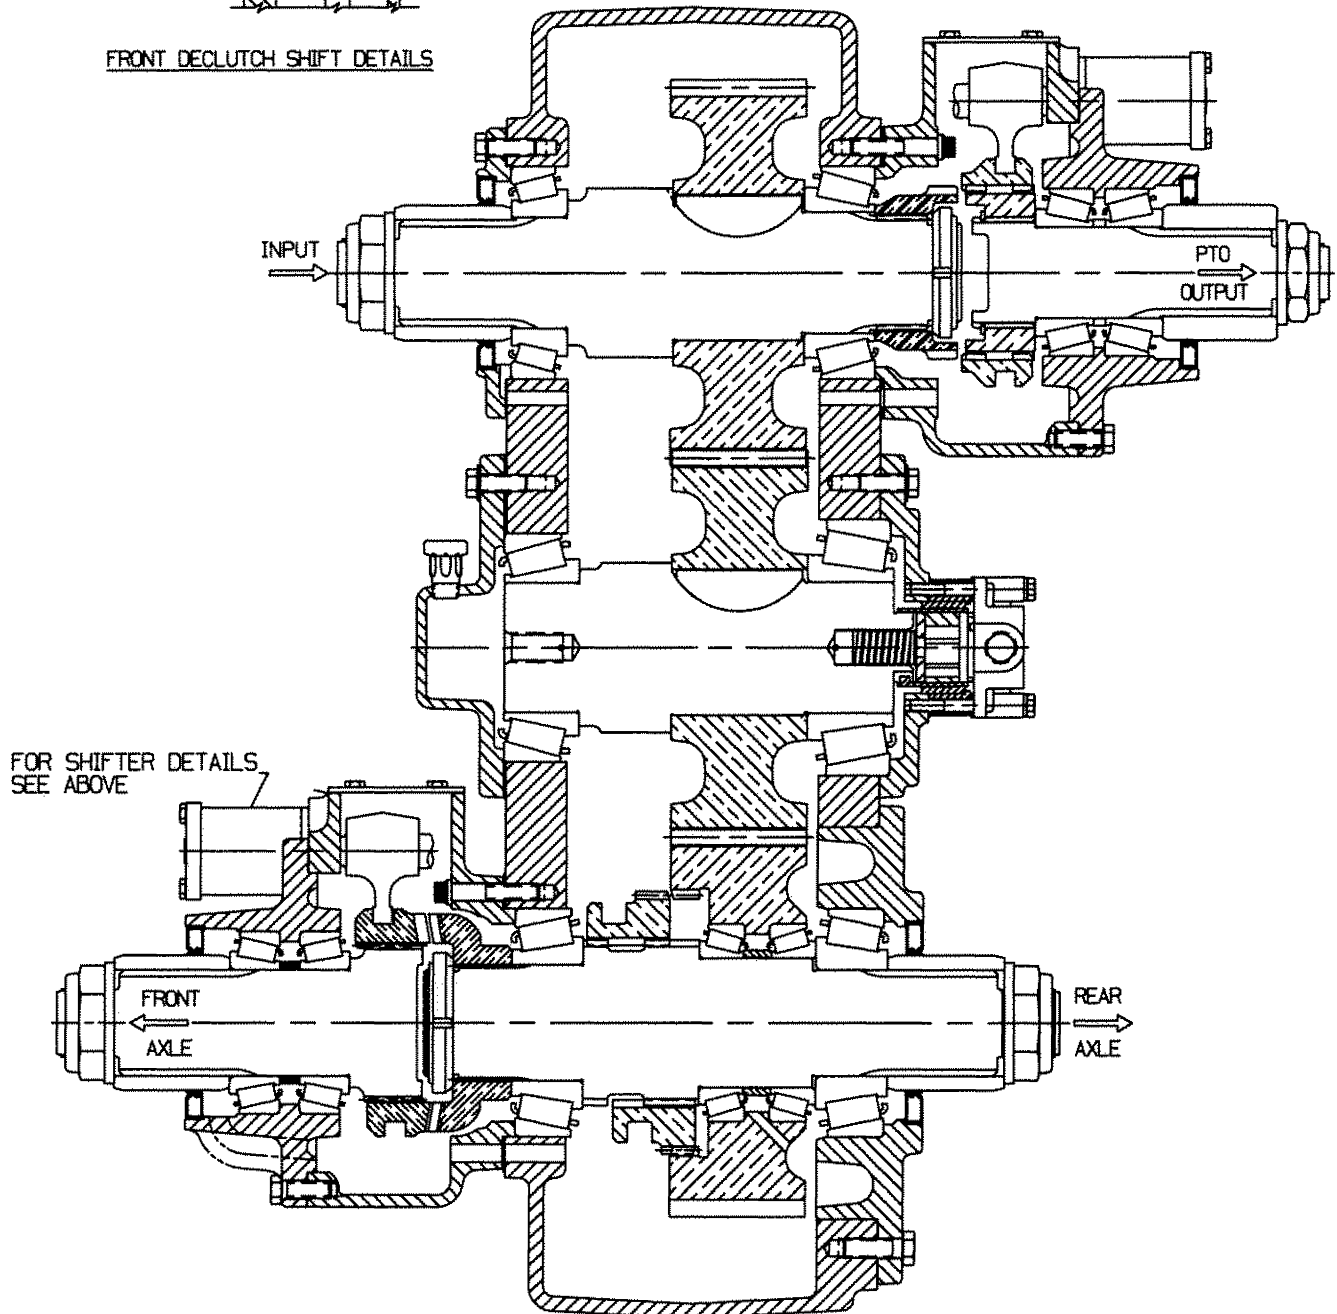 FRONT DECLUTCH SHIFT DETAILS
INPUT
PTO
OUTPUT
FOR SHIFTER DETAILS
SEE ABOVE
FRONT
AXLE
REAR
AXLE